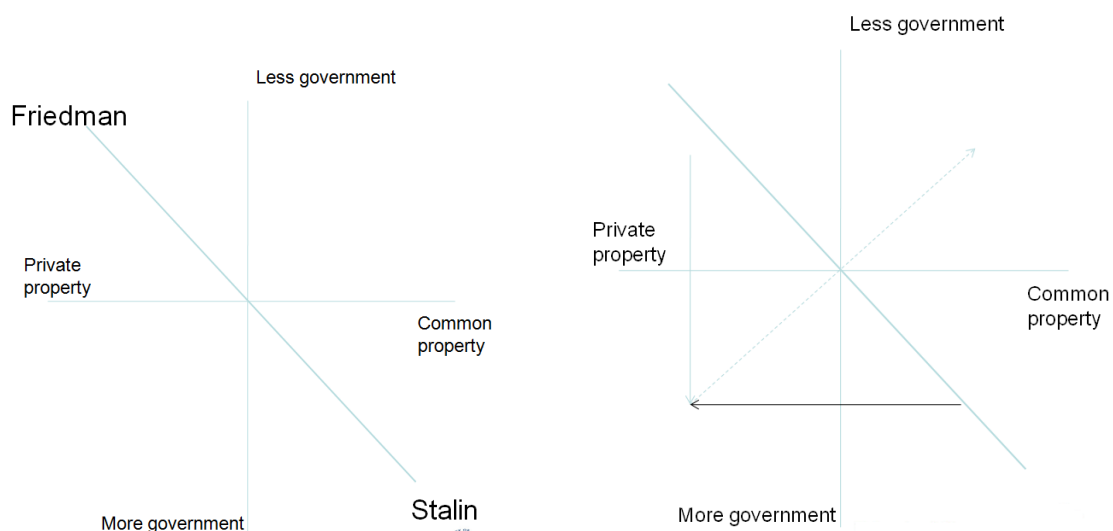 Less government
Friedman
Private
property
Common
property
Stalin
More government
Less government
Private
property
Common
property
More government